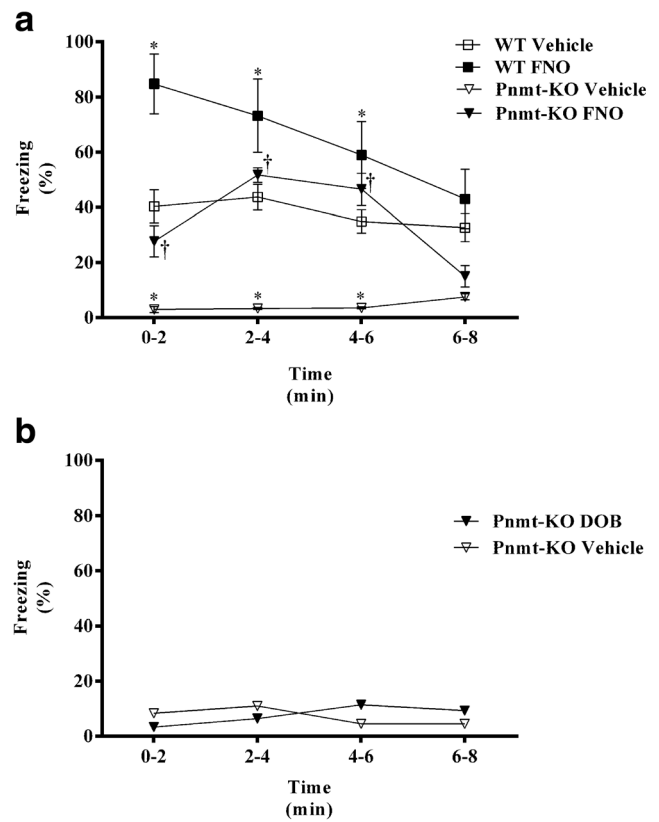 a
100
80
60
40
20
0
Freezing
(%)
* * *
† † †
* * *
0-2 2-4 4-6 6-8
Time
(min)
WT Vehicle
WT FNO
Pnmt-KO Vehicle
Pnmt-KO FNO
b
100
80
60
40
20
0
Freezing
(%)
0-2 2-4 4-6 6-8
Time
(min)
Pnmt-KO DOB
Pnmt-KO Vehicle